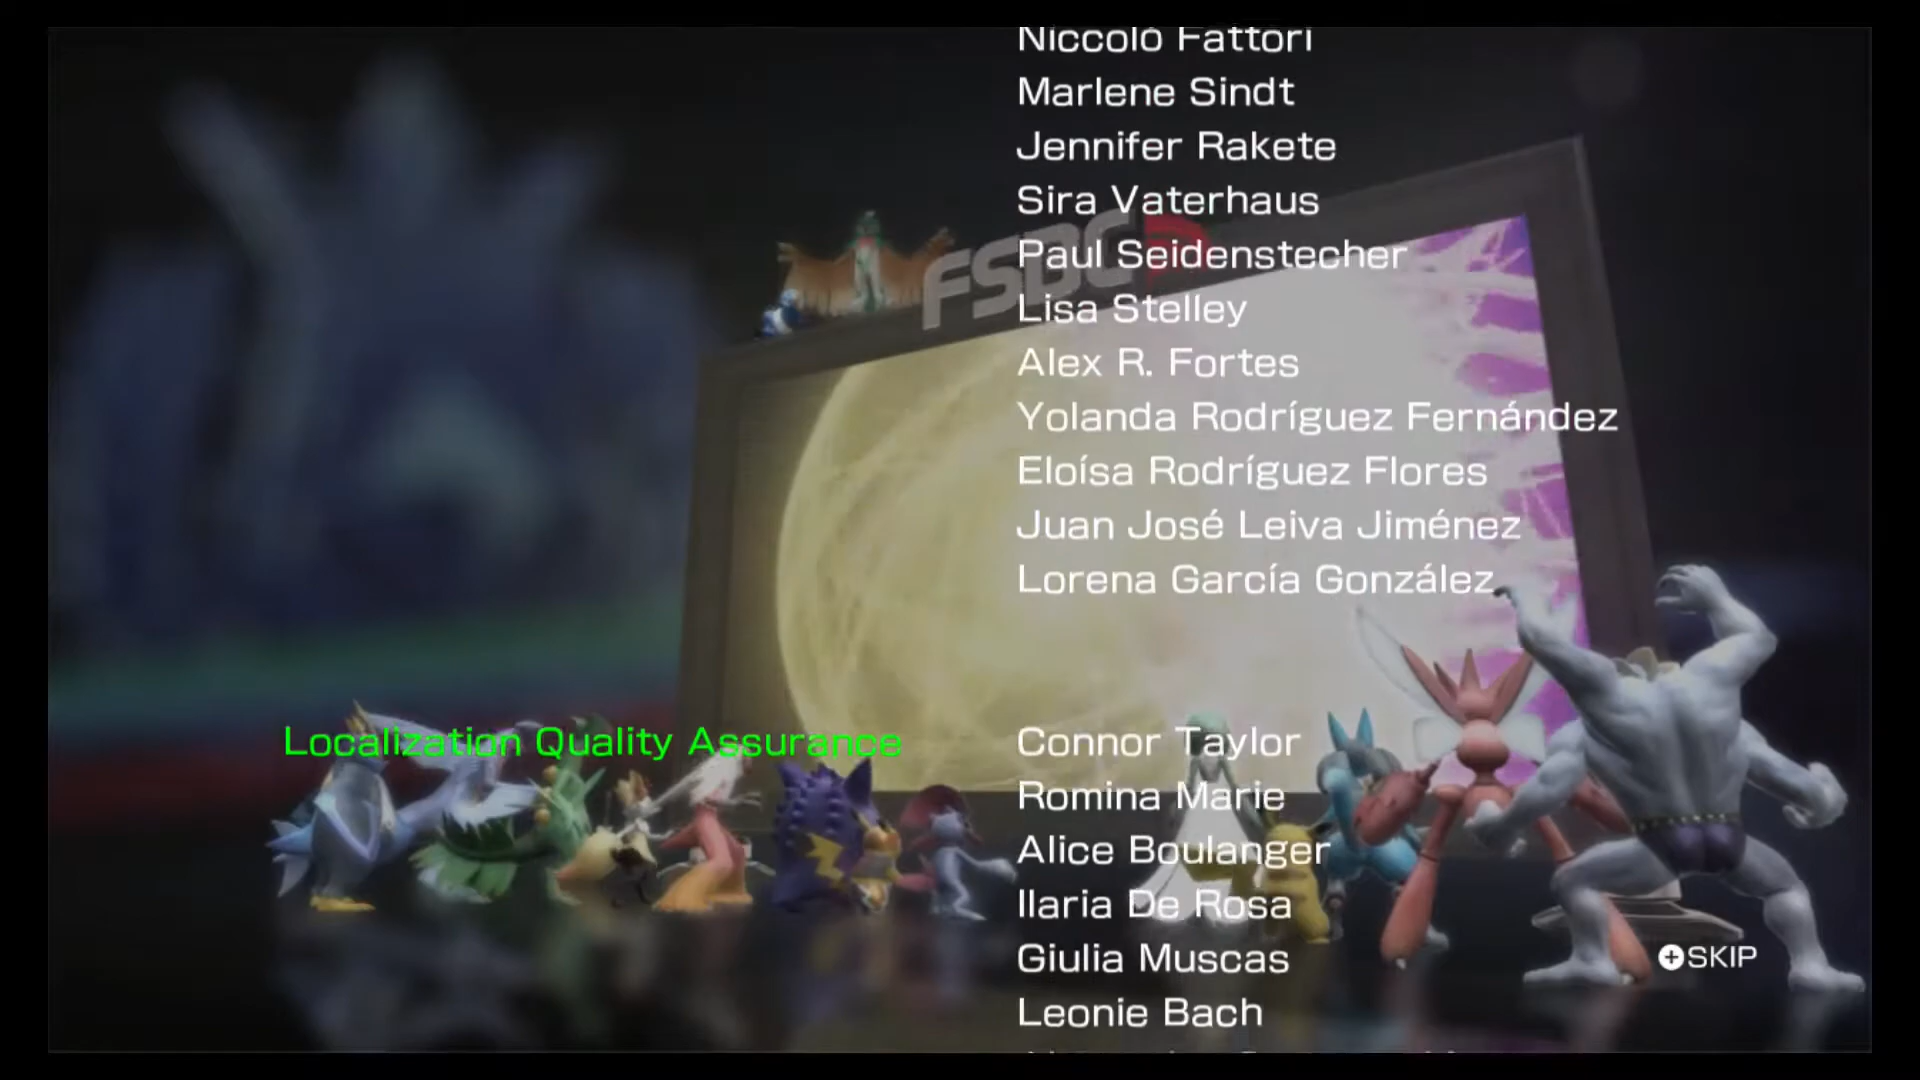 Niccolò Fattori
Marlene Sindt
Jennifer Rakete
Sira Vaterhaus
FSBC
Paul Seidenstecher
Lisa Stelley
Alex R. Fortes
Yolanda Rodríguez Fernández
Eloísa Rodríguez Flores
Juan José Leiva Jiménez
Lorena García González
Localization Quality Assurance
Connor Taylor
Romina Marie
Alice Boulanger
Ilaria De Rosa
Giulia Muscas
SKIP
Leonie Bach